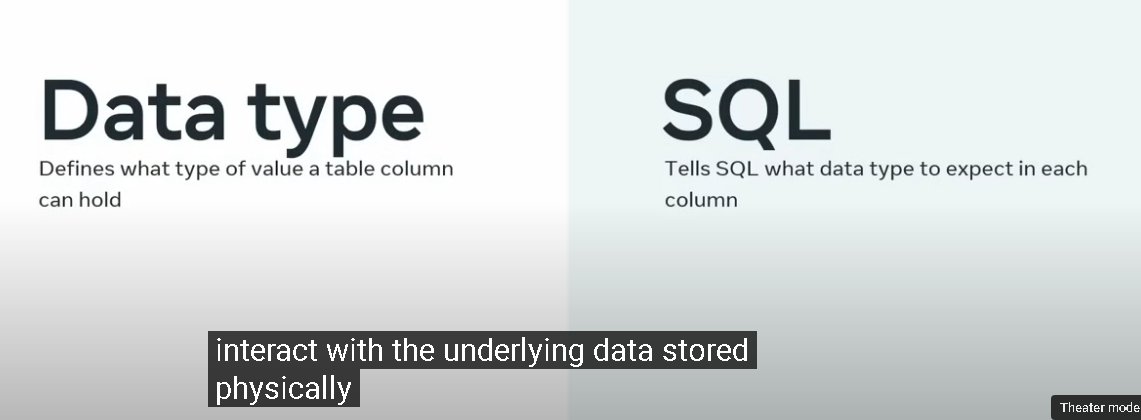 Data type
Defines what type of value a table column
can hold
SQL
Tells SQL what data type to expect in each
column
interact with the underlying data stored
physically
Theater mode